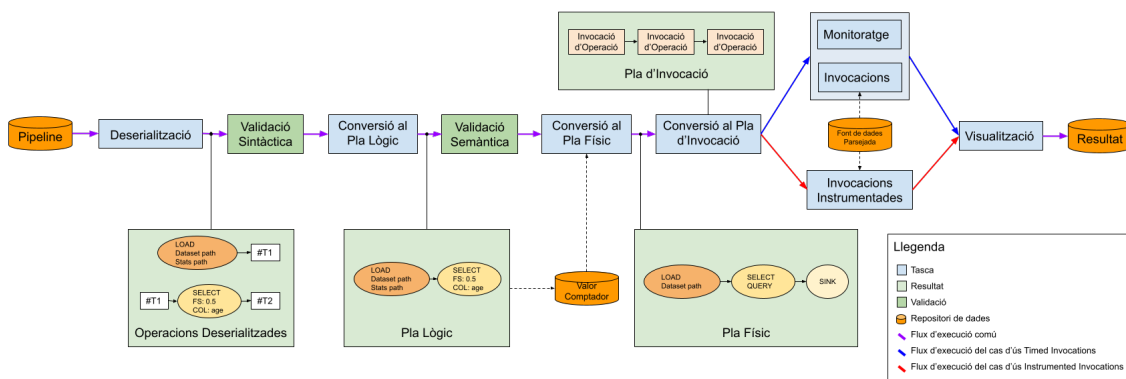 Invocació
d'Operació
Invocació
d'Operació
Invocació
d'Operació
Pla d'Invocació
Monitoratge
Invocacions
Pipeline
Deserialització
Validació
Sintàctica
Conversió al
Pla Lògic
Validació
Semàntica
Conversió al
Pla Físic
Conversió al Pla
d'Invocació
Font de dades
Parsejada
Visualització
Resultat
Invocacions
Instrumentades
LOAD
Dataset path
Stats path
#T1
#T1
SELECT
FS: 0.5
COL: age
#T2
Operacions Deserialitzades
LOAD
Dataset path
Stats path
SELECT
FS: 0.5
COL: age
Pla Lògic
Valor
Comptador
LOAD
Dataset path
SELECT
QUERY
SINK
Pla Físic
Llegenda
Tasca
Resultat
Validació
Repositori de dades
Flux d'execució comú
Flux d'execució del cas d'ús Timed Invocations
Flux d'execució del cas d'ús Instrumented Invocations